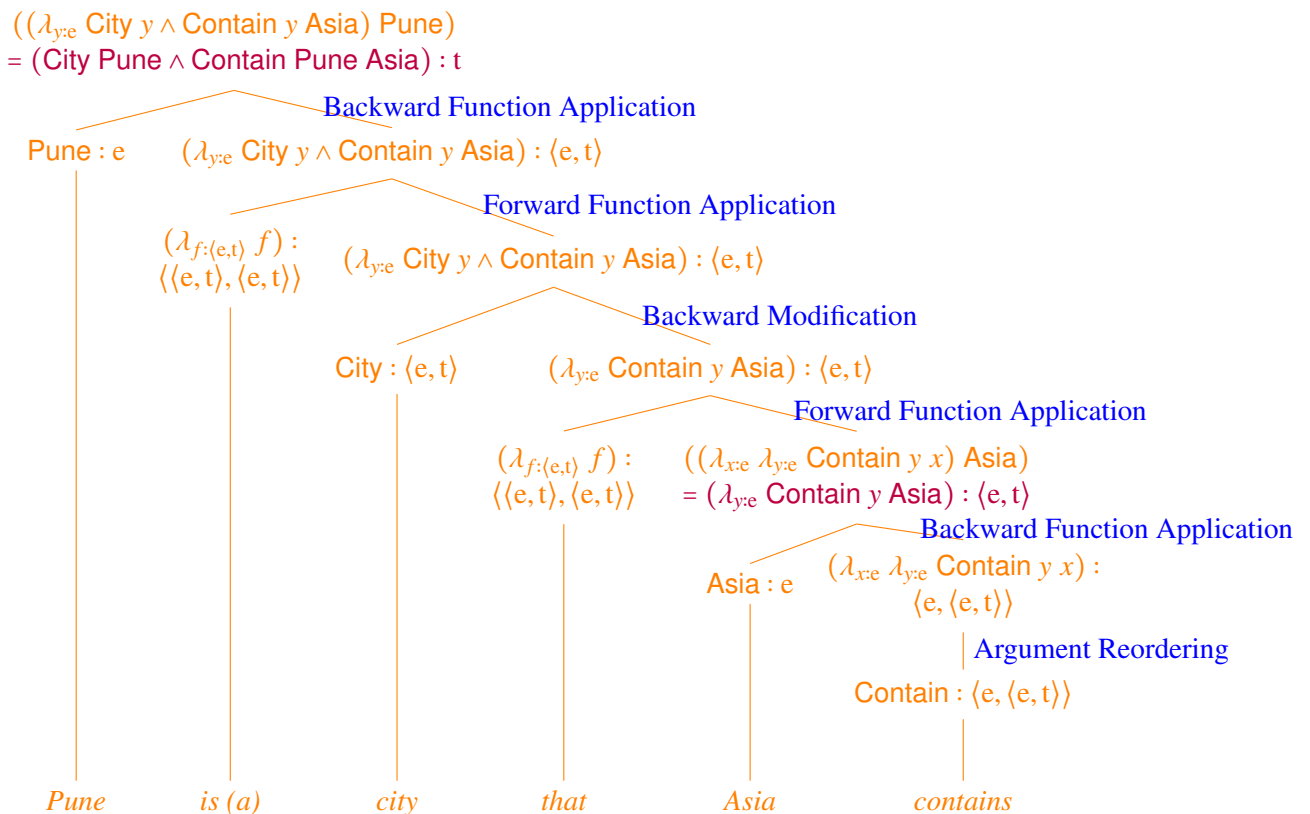 ((λy:e City y ∧ Contain y Asia) Pune)
= (City Pune ∧ Contain Pune Asia) : t
Backward Function Application
Pune : e (λy:e City y ∧ Contain y Asia) : ⟨e, t⟩
Forward Function Application
(λf:⟨e,t⟩ f) :
⟨⟨e, t⟩, ⟨e, t⟩⟩
(λy:e City y ∧ Contain y Asia) : ⟨e, t⟩
Backward Modification
City : ⟨e, t⟩ (λy:e Contain y Asia) : ⟨e, t⟩
Forward Function Application
(λf:⟨e,t⟩ f) :
⟨⟨e, t⟩, ⟨e, t⟩⟩
((λx:e λy:e Contain y x) Asia)
= (λy:e Contain y Asia) : ⟨e, t⟩
Backward Function Application
Asia : e
(λx:e λy:e Contain y x) :
⟨e, ⟨e, t⟩⟩
Argument Reordering
Contain : ⟨e, ⟨e, t⟩⟩
Pune is (a) city that Asia contains